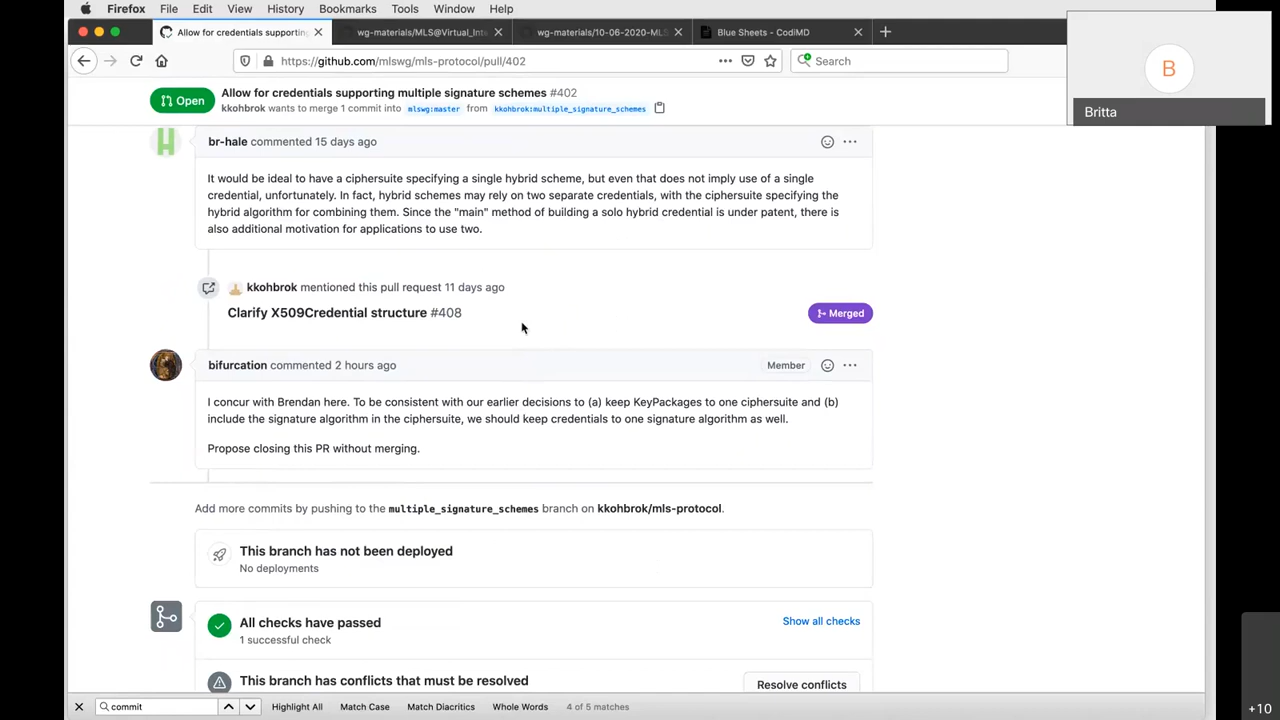 Firefox File Edit View History Bookmarks Tools Window Help
Allow for credentials supporting
wg-materials/MLS@Virtual_Inte
wg-materials/10-06-2020-MLS
Blue Sheets - CodiMD
https://github.com/mlswg/mls-protocol/pull/402
Search
B
Britta
Open
Allow for credentials supporting multiple signature schemes #402
kkohbrok wants to merge 1 commit into mlswg:master from kkohbrok:multiple_signature_schemes
br-hale commented 15 days ago
It would be ideal to have a ciphersuite specifying a single hybrid scheme, but even that does not imply use of a single
credential, unfortunately. In fact, hybrid schemes may rely on two separate credentials, with the ciphersuite specifying the
hybrid algorithm for combining them. Since the "main" method of building a solo hybrid credential is under patent, there is
also additional motivation for applications to use two.
kkohbrok mentioned this pull request 11 days ago
Clarify X509Credential structure #408
Merged
bifurcation commented 2 hours ago
Member
I concur with Brendan here. To be consistent with our earlier decisions to (a) keep KeyPackages to one ciphersuite and (b)
include the signature algorithm in the ciphersuite, we should keep credentials to one signature algorithm as well.
Propose closing this PR without merging.
Add more commits by pushing to the multiple_signature_schemes branch on kkohbrok/mls-protocol.
This branch has not been deployed
No deployments
All checks have passed
1 successful check
Show all checks
This branch has conflicts that must be resolved
Resolve conflicts
commit
Highlight All Match Case Match Diacritics Whole Words 4 of 5 matches
+10